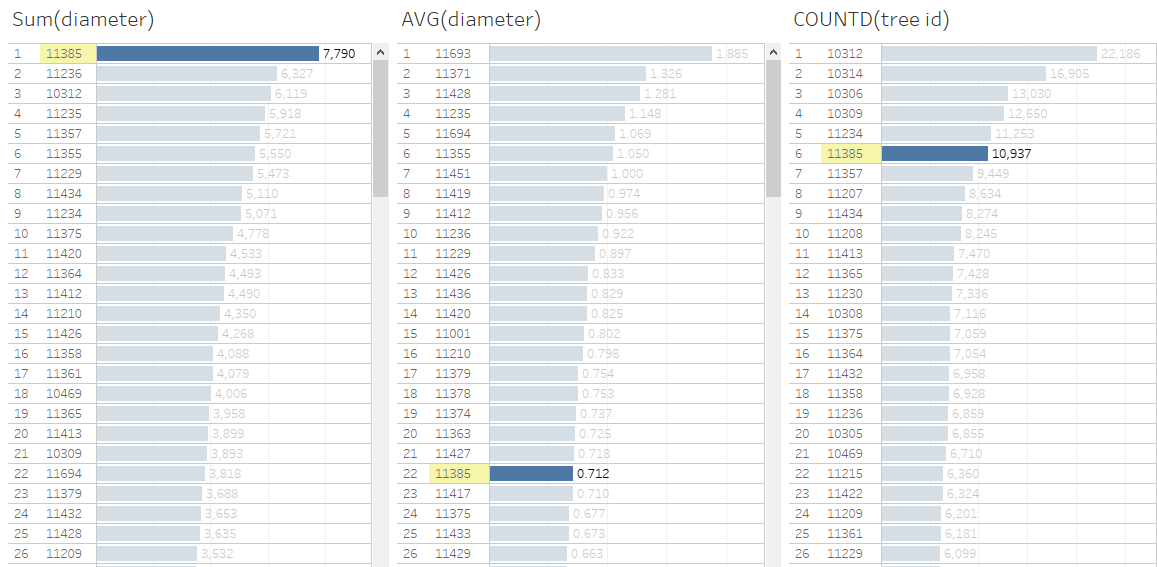 Sum(diameter)
1 11385 7,790
2 11236 6,327
3 10312 6,119
4 11235 5,918
5 11357 5,721
6 11355 5,550
7 11229 5,473
8 11434 5,110
9 11234 5,071
10 11375 4,778
11 11420 4,533
12 11364 4,493
13 11412 4,490
14 11210 4,350
15 11426 4,268
16 11358 4,088
17 11361 4,079
18 10469 4,006
19 11365 3,958
20 11413 3,899
21 10309 3,893
22 11694 3,818
23 11379 3,688
24 11432 3,653
25 11428 3,635
26 11209 3,532
AVG(diameter)
1 11693 1.885
2 11371 1.326
3 11428 1.281
4 11235 1.148
5 11694 1.069
6 11355 1.050
7 11451 1.000
8 11419 0.974
9 11412 0.956
10 11236 0.922
11 11229 0.897
12 11426 0.833
13 11436 0.829
14 11420 0.825
15 11001 0.802
16 11210 0.798
17 11379 0.754
18 11378 0.753
19 11374 0.737
20 11363 0.725
21 11427 0.718
22 11385 0.712
23 11417 0.710
24 11375 0.677
25 11433 0.673
26 11429 0.663
COUNTD(tree id)
1 10312 22,186
2 10314 16,905
3 10306 13,030
4 10309 12,650
5 11234 11,253
6 11385 10,937
7 11357 9,449
8 11207 8,634
9 11434 8,274
10 11208 8,245
11 11413 7,470
12 11365 7,428
13 11230 7,336
14 10308 7,116
15 11375 7,059
16 11364 7,054
17 11432 6,958
18 11358 6,928
19 11236 6,859
20 10305 6,855
21 10469 6,710
22 11215 6,360
23 11422 6,324
24 11209 6,201
25 11361 6,181
26 11229 6,099